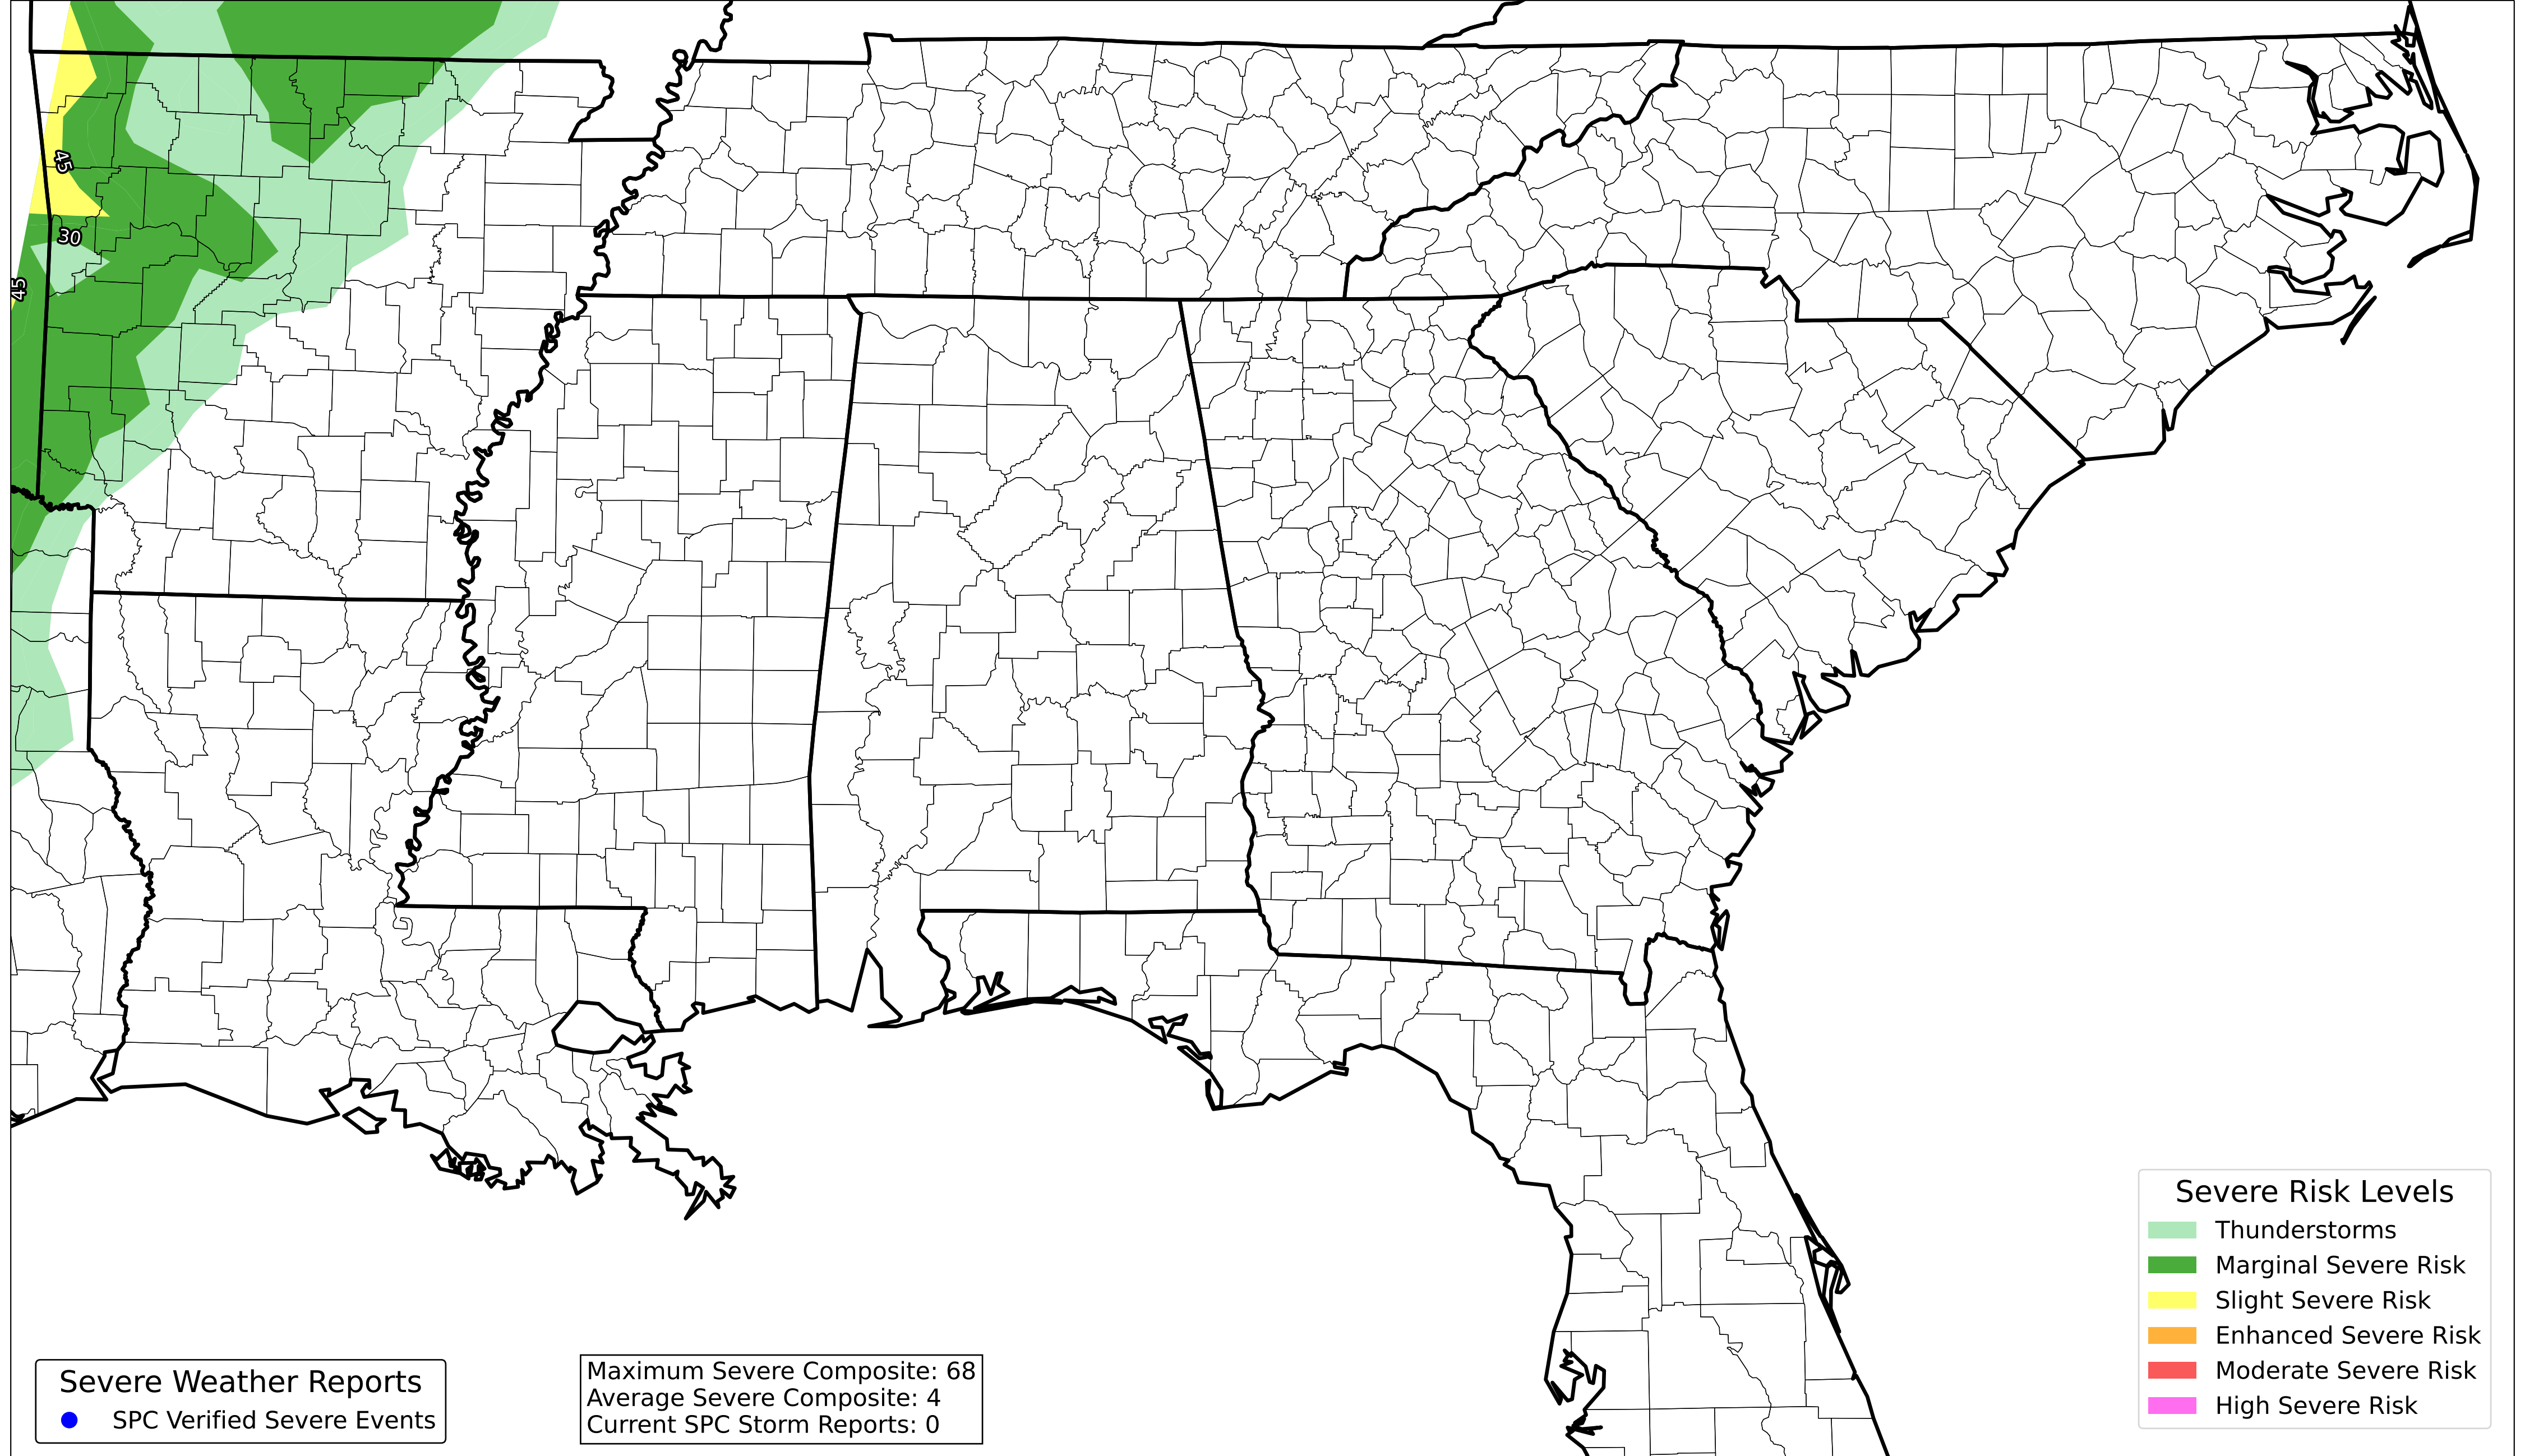 45
30
45
Severe Weather Reports
SPC Verified Severe Events
Maximum Severe Composite: 68
Average Severe Composite: 4
Current SPC Storm Reports: 0
Severe Risk Levels
Thunderstorms
Marginal Severe Risk
Slight Severe Risk
Enhanced Severe Risk
Moderate Severe Risk
High Severe Risk